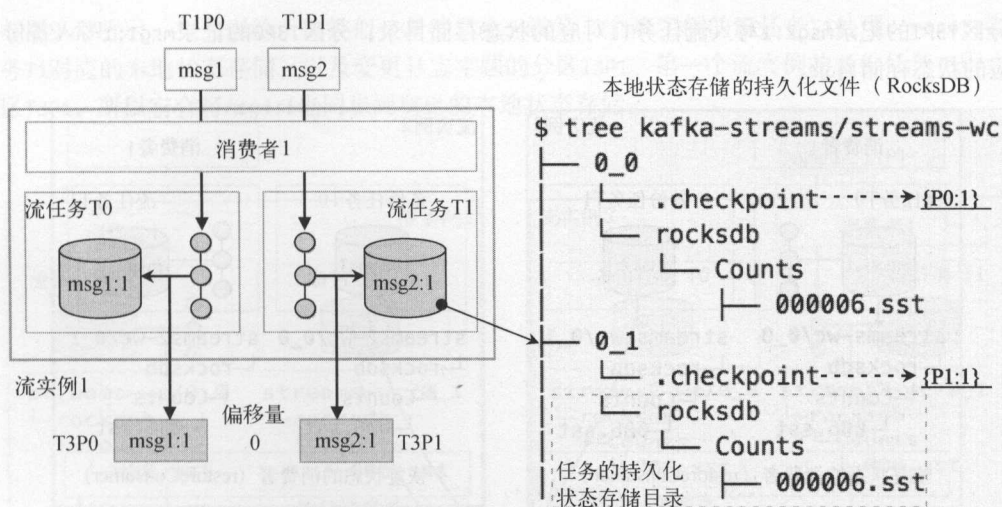 T1P0 T1P1
msg1 msg2
消费者1
流任务T0 流任务T1
msg1:1 msg2:1
流实例1
偏移量
T3P0 msg1:1 0 msg2:1 T3P1
本地状态存储的持久化文件（RocksDB）
$ tree kafka-streams/streams-wc
├── 0_0
│ └── .checkpoint {P0:1}
│ └── rocksdb
│ └── Counts
│ ├── 000006.sst
├── 0_1
│ └── .checkpoint {P1:1}
│ └── rocksdb
│ └── Counts
│ ├── 000006.sst
任务的持久化
状态存储目录